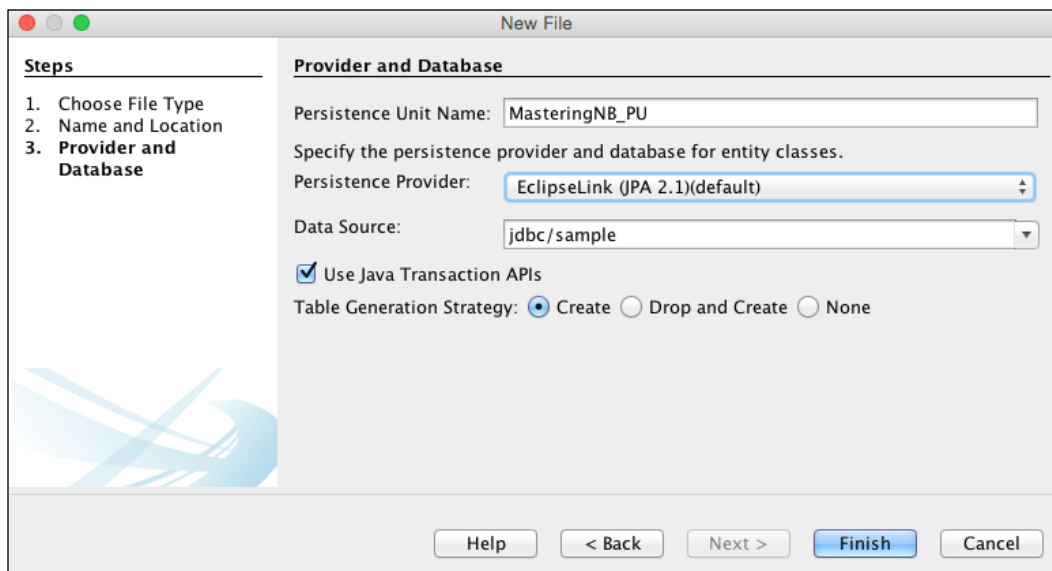 New File
Steps
1. Choose File Type
2. Name and Location
3. Provider and
Database
Provider and Database
Persistence Unit Name: MasteringNB_PU
Specify the persistence provider and database for entity classes.
Persistence Provider: EclipseLink (JPA 2.1)(default)
Data Source: jdbc/sample
Use Java Transaction APIs
Table Generation Strategy: Create Drop and Create None
Help < Back Next > Finish Cancel